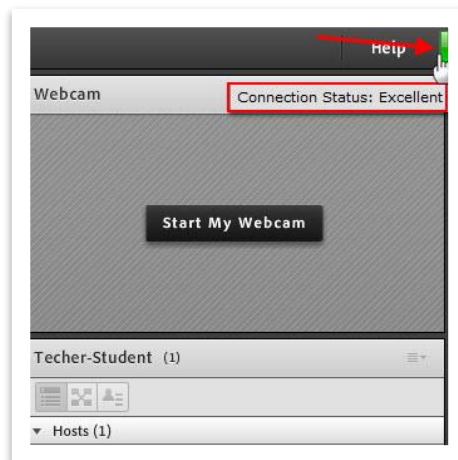 Help
Webcam
Connection Status: Excellent
Start My Webcam
Techer-Student (1)
Hosts (1)